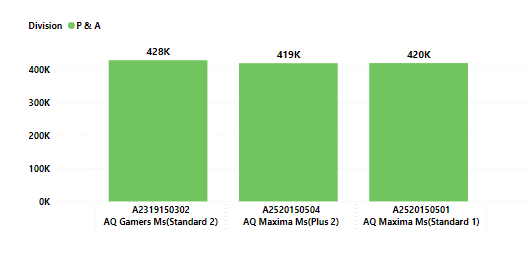 Division P & A
428K
419K
420K
400K
300K
200K
100K
0K
A2319150302
AQ Gamers Ms(Standard 2)
A2520150504
AQ Maxima Ms(Plus 2)
A2520150501
AQ Maxima Ms(Standard 1)